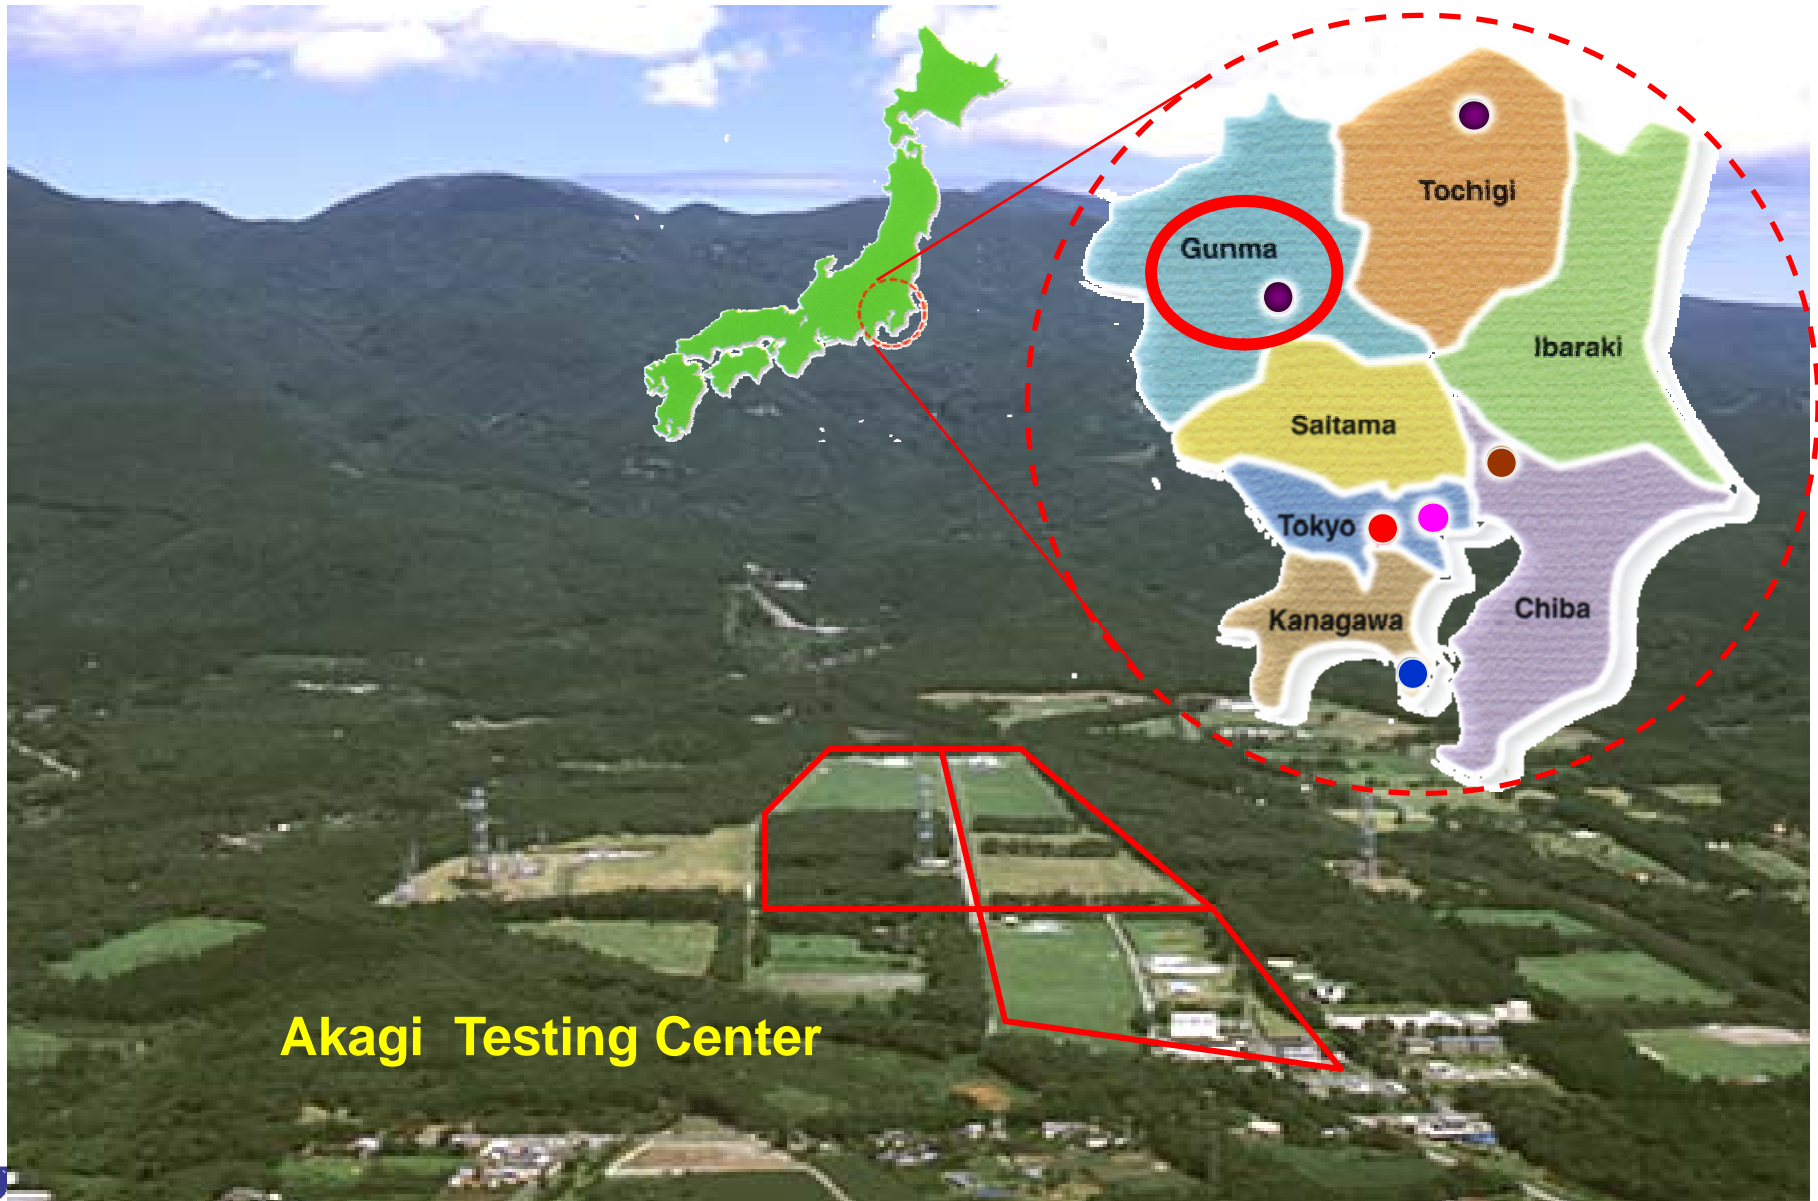 Tochigi
Gunma
Ibaraki
Saitama
Tokyo
Kanagawa
Chiba
Akagi Testing Center